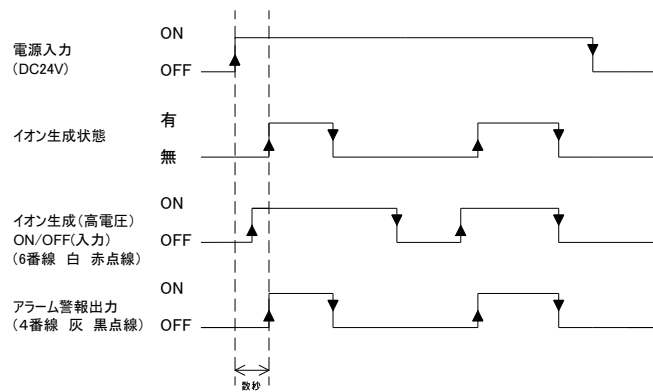 電源入力
(DC24V)
ON
OFF
イオン生成状態
有
無
イオン生成(高電圧)
ON/OFF(入力)
(6番線 白 赤点線)
ON
OFF
アラーム警報出力
(4番線 灰 黒点線)
ON
OFF
数秒